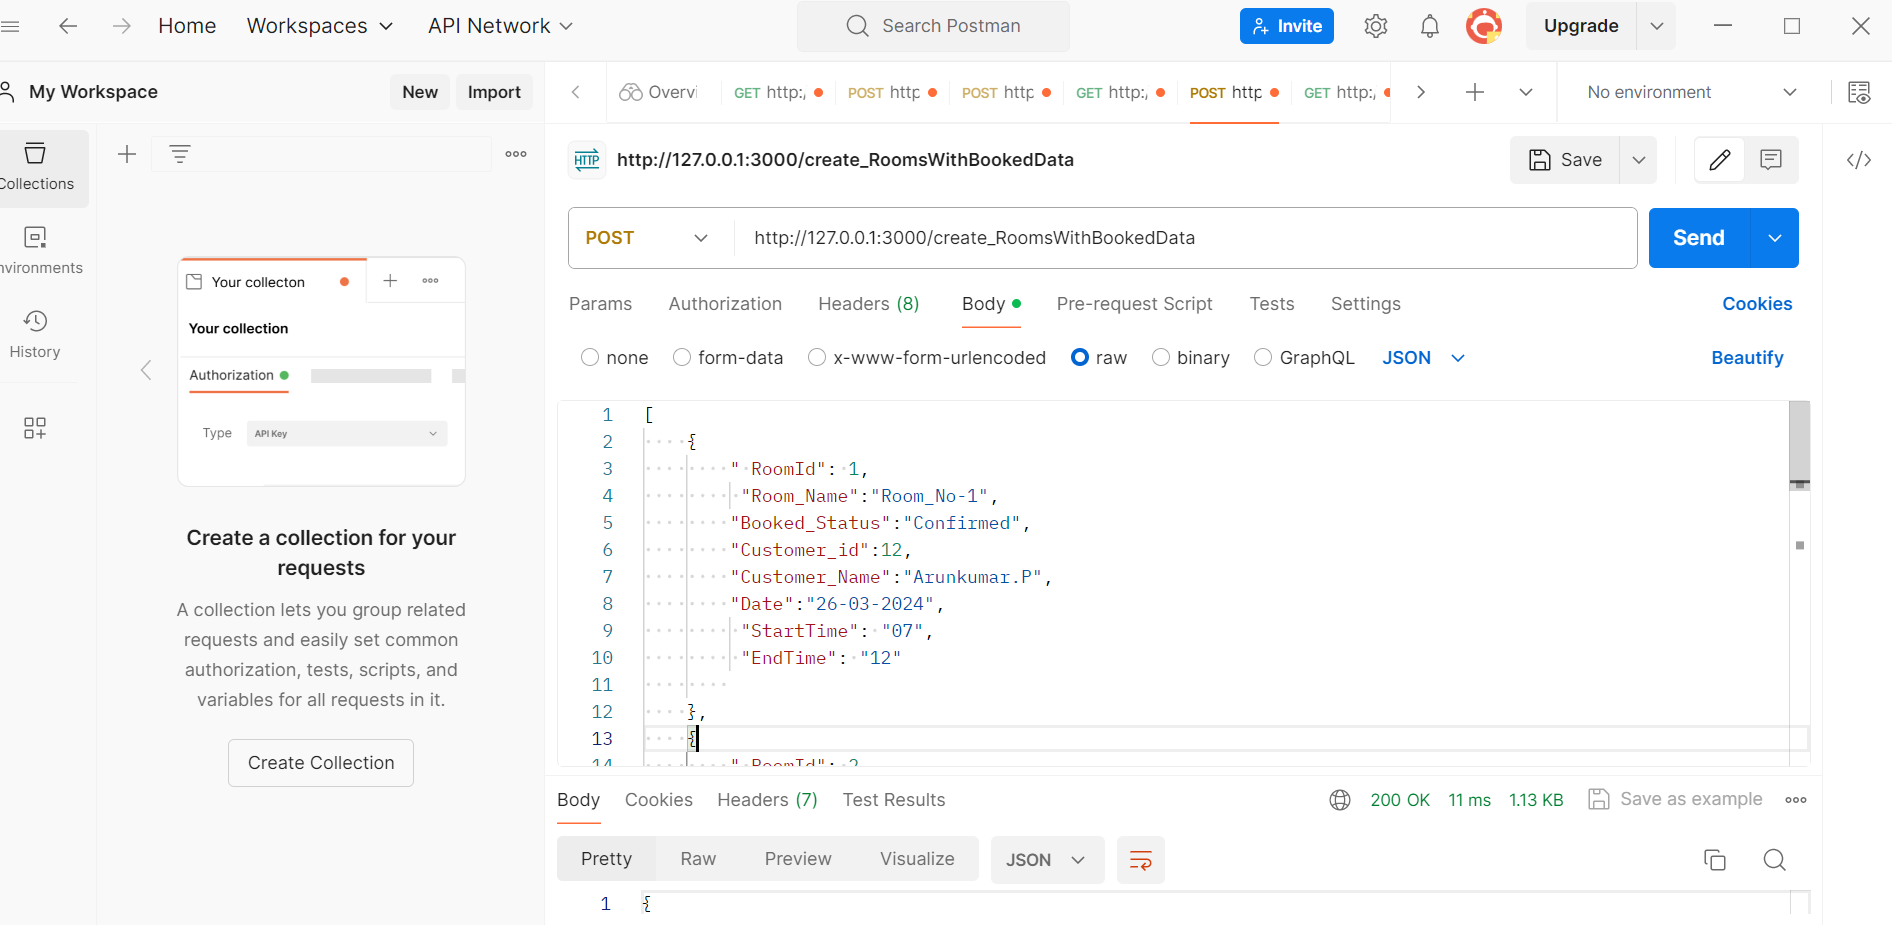 Home Workspaces API Network Search Postman Invite Upgrade
My Workspace New Import Overvi GET http:/ POST http POST http GET http:/ POST http GET http:/ No environment
Collections
http://127.0.0.1:3000/create_RoomsWithBookedData Save
POST http://127.0.0.1:3000/create_RoomsWithBookedData Send
nvironments
Your collecton
Params Authorization Headers (8) Body Pre-request Script Tests Settings Cookies
Your collection
History
none form-data x-www-form-urlencoded raw binary GraphQL JSON Beautify
Authorization
Type API Key
1 [
2 {
3 " RoomId": 1,
4 "Room_Name":"Room_No-1",
5 "Booked_Status":"Confirmed",
6 "Customer_id":12,
7 "Customer_Name":"Arunkumar.P",
8 "Date":"26-03-2024",
9 "StartTime": "07",
10 "EndTime": "12"
11
12 },
13 {
14 " RoomId": 2
Create a collection for your
requests
A collection lets you group related
requests and easily set common
authorization, tests, scripts, and
variables for all requests in it.
Create Collection
Body Cookies Headers (7) Test Results 200 OK 11 ms 1.13 KB Save as example
Pretty Raw Preview Visualize JSON
1 {